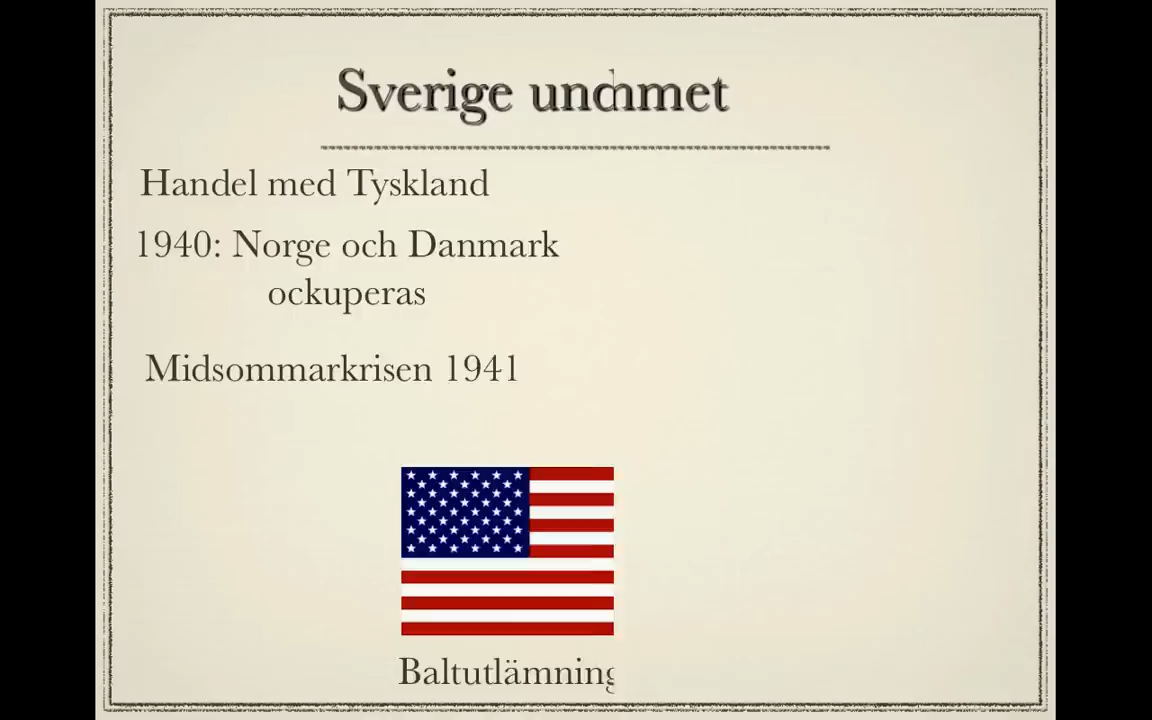 Sverige
Handel med Tyskland
1940: Norge och Danmark
ockuperas
Midsommarkrisen 1941
Baltutlämning